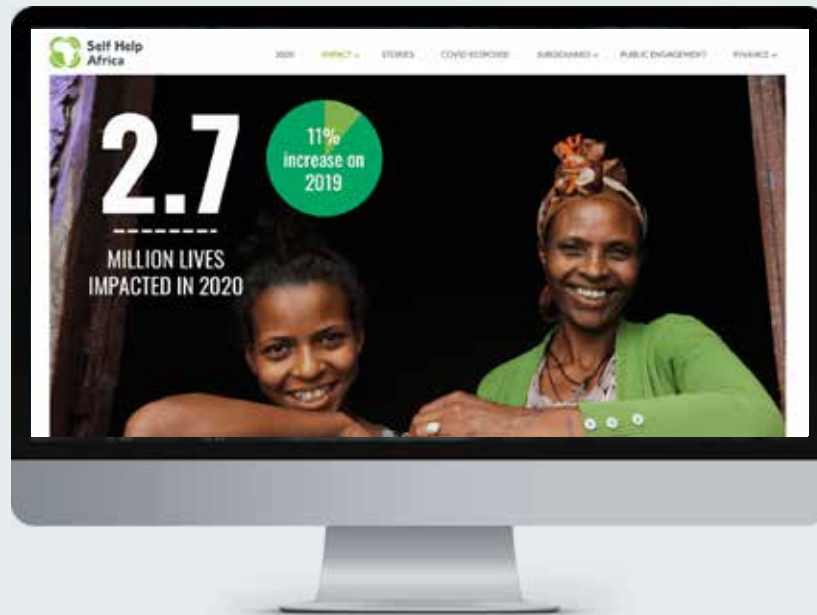 Self Help
Africa
2020 IMPACT STORIES COVID RESPONSE SUBSIDIARIES PUBLIC ENGAGEMENT FINANCE
2.7
11%
increase on
2019
MILLION LIVES
IMPACTED IN 2020